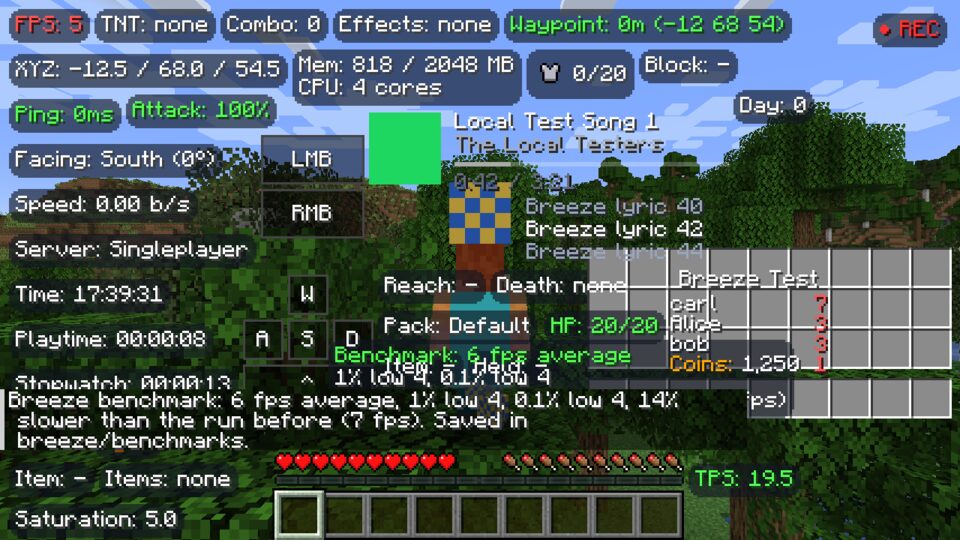 FPS: 5 TNT: none Combo: 0 Effects: none Waypoint: 0m (-12 68 54) REC
XYZ: -12.5 / 68.0 / 54.5 Mem: 818 / 2048 MB 0/20 Block: -
CPU: 4 cores
Ping: 0ms Attack: 100% Day: 0
Local Test Song 1
The Local Testers
Facing: South (0°) LMB
0:42 / 3:21
Speed: 0.00 b/s RMB Breeze lyric 40
Breeze lyric 42
Server: Singleplayer Breeze lyric 44
Reach: - Death: none Breeze Test
Time: 17:39:31 W carl 7
Pack: Default HP: 20/20 Alice 3
Playtime: 00:00:08 A S D bob 3
Benchmark: 6 fps average Coins: 1,250 1
Item: - Held
1% low 4, 0.1% low 4
Stopwatch: 00:00:13 ^
Breeze benchmark: 6 fps average, 1% low 4, 0.1% low 4, 14% fps)
slower than the run before (7 fps). Saved in
breeze/benchmarks.
Item: - Items: none TPS: 19.5
Saturation: 5.0